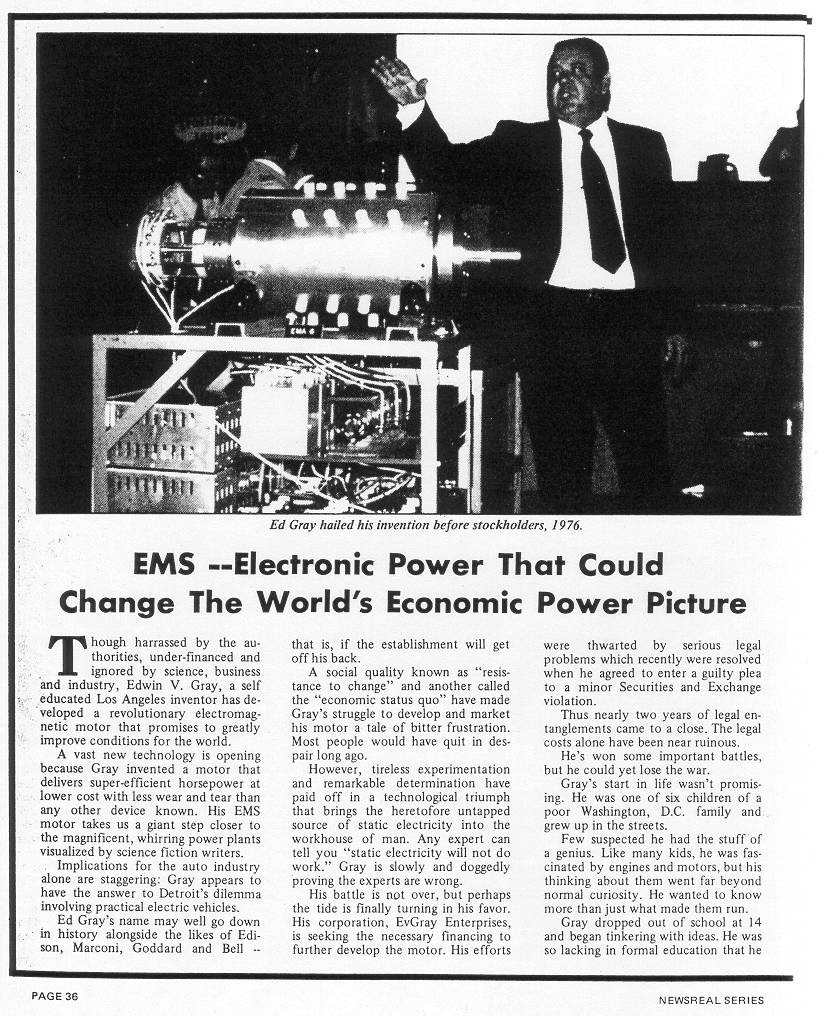 EMA 6
Ed Gray hailed his invention before stockholders, 1976.
EMS --Electronic Power That Could
Change The World's Economic Power Picture
Though harrassed by the au-
thorities, under-financed and
ignored by science, business
and industry, Edwin V. Gray, a self
educated Los Angeles inventor has de-
veloped a revolutionary electromag-
netic motor that promises to greatly
improve conditions for the world.
A vast new technology is opening
because Gray invented a motor that
delivers super-efficient horsepower at
lower cost with less wear and tear than
any other device known. His EMS
motor takes us a giant step closer to
the magnificent, whirring power plants
visualized by science fiction writers.
Implications for the auto industry
alone are staggering: Gray appears to
have the answer to Detroit's dilemma
involving practical electric vehicles.
Ed Gray's name may well go down
in history alongside the likes of Edi-
son, Marconi, Goddard and Bell --
that is, if the establishment will get
off his back.
A social quality known as "resis-
tance to change" and another called
the "economic status quo" have made
Gray's struggle to develop and market
his motor a tale of bitter frustration.
Most people would have quit in des-
pair long ago.
However, tireless experimentation
and remarkable determination have
paid off in a technological triumph
that brings the heretofore untapped
source of static electricity into the
workhouse of man. Any expert can
tell you "static electricity will not do
work." Gray is slowly and doggedly
proving the experts are wrong.
His battle is not over, but perhaps
the tide is finally turning in his favor.
His corporation, EvGray Enterprises,
is seeking the necessary financing to
further develop the motor. His efforts
were thwarted by serious legal
problems which recently were resolved
when he agreed to enter a guilty plea
to a minor Securities and Exchange
violation.
Thus nearly two years of legal en-
tanglements came to a close. The legal
costs alone have been near ruinous.
He's won some important battles,
but he could yet lose the war.
Gray's start in life wasn't promis-
ing. He was one of six children of a
poor Washington, D.C. family and
grew up in the streets.
Few suspected he had the stuff of
a genius. Like many kids, he was fas-
cinated by engines and motors, but his
thinking about them went far beyond
normal curiosity. He wanted to know
more than just what made them run.
Gray dropped out of school at 14
and began tinkering with ideas. He was
so lacking in formal education that he
PAGE 36
NEWSREAL SERIES